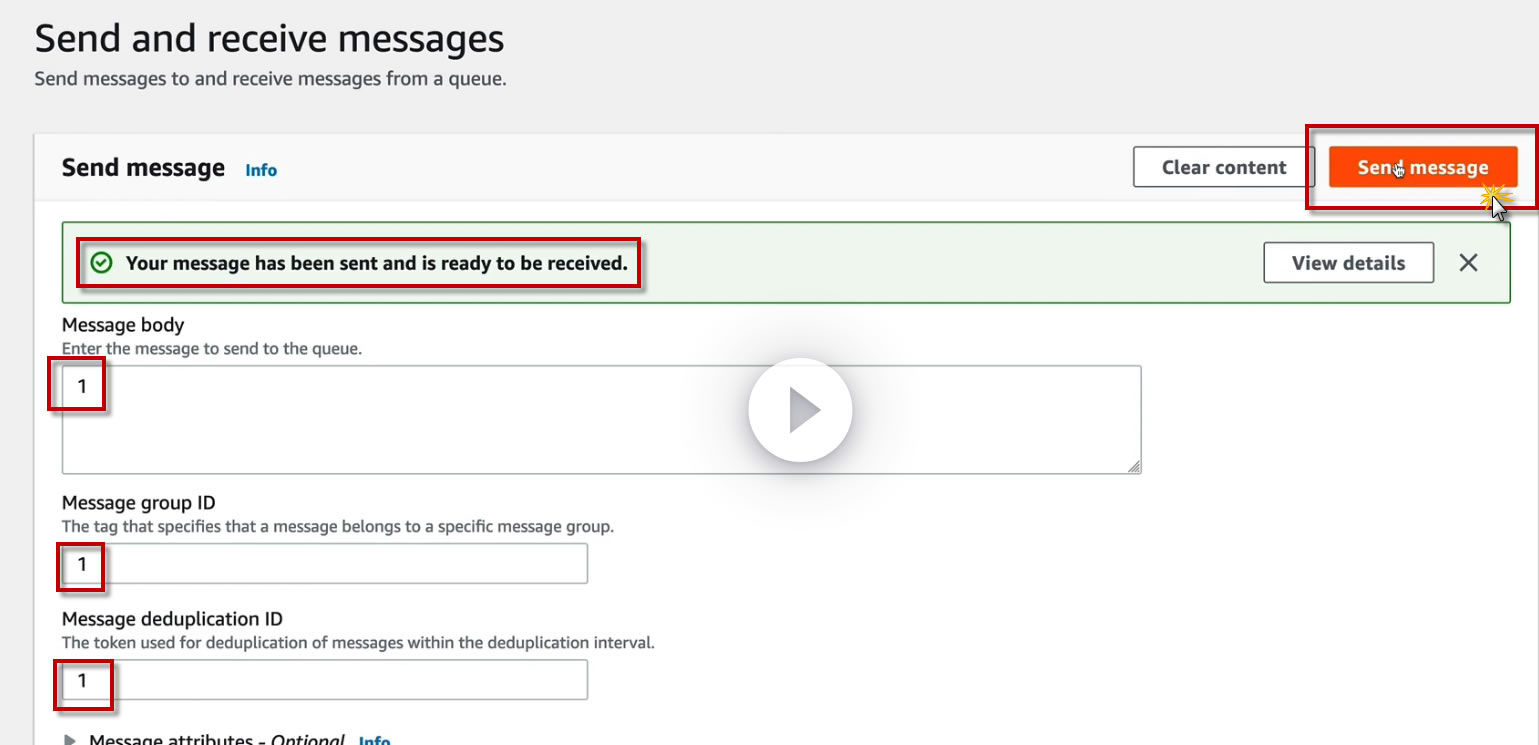 Send and receive messages
Send messages to and receive messages from a queue.
Send message Info
Clear content
Send message
Your message has been sent and is ready to be received.
View details
Message body
Enter the message to send to the queue.
1
Message group ID
The tag that specifies that a message belongs to a specific message group.
1
Message deduplication ID
The token used for deduplication of messages within the deduplication interval.
1
Message attributes - Optional Info